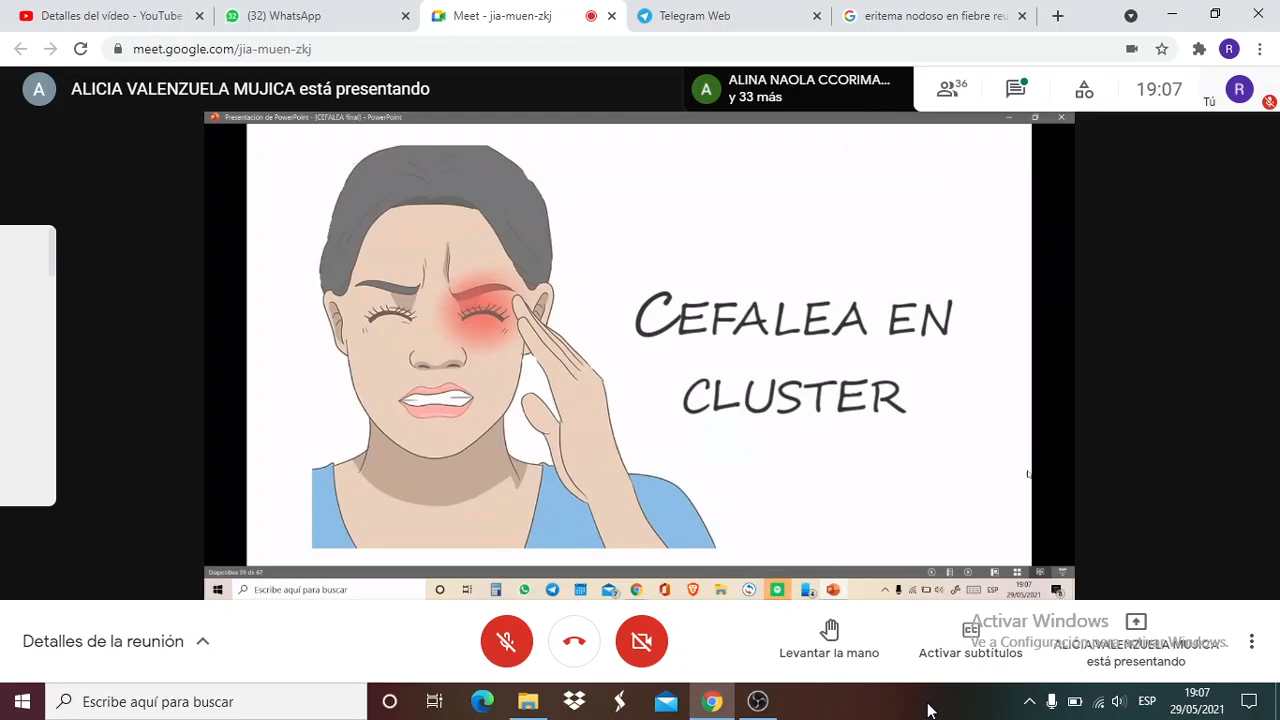 Detalles del vídeo - YouTube
(32) WhatsApp
Meet - jia-muen-zkj
Telegram Web
eritema nodoso en fiebre reu
meet.google.com/jia-muen-zkj
R
A
ALICIA VALENZUELA MUJICA está presentando
A
ALINA NAOLA CCORIMA...
y 33 más
36
19:07
Tú
R
Presentación de PowerPoint - [CEFALEA final] - PowerPoint
CEFALEA EN
CLUSTER
Diapositiva 29 de 67
Escribe aquí para buscar
ESP
19:07
29/05/2021
Detalles de la reunión
Levantar la mano
Activar subtítulos
ALICIA VALENZUELA MUJICA
está presentando
Activar Windows
Ve a Configuración para activar Windows.
Escribe aquí para buscar
ESP
19:07
29/05/2021